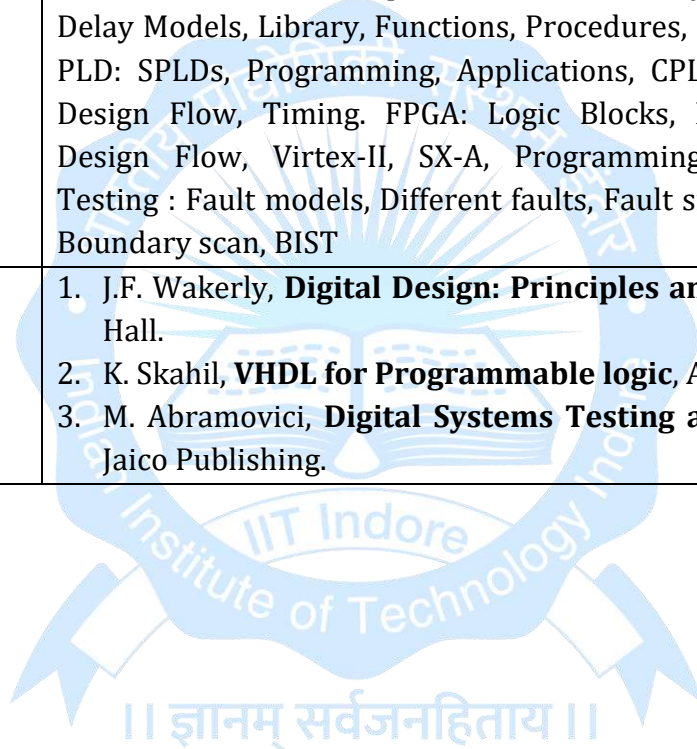 Delay Models, Library, Functions, Procedures,
PLD: SPLDs, Programming, Applications,
Design Flow, Timing. FPGA: Logic Blocks,
Design Flow, Virtex-II, SX-A, Programming
Testing : Fault models, Different faults, Fault
Boundary scan, BIST
1. J.F. Wakerly, Digital Design: Principles
Hall.
2. K. Skahil, VHDL for Programmable logic,
3. M. Abramovici, Digital Systems Testing
Jaico Publishing.
भारतीय प्रौद्योगिकी संस्थान इंदौर
Indian Institute of Technology Indore
IIT Indore
।। ज्ञानम् सर्वजनहिताय ।।